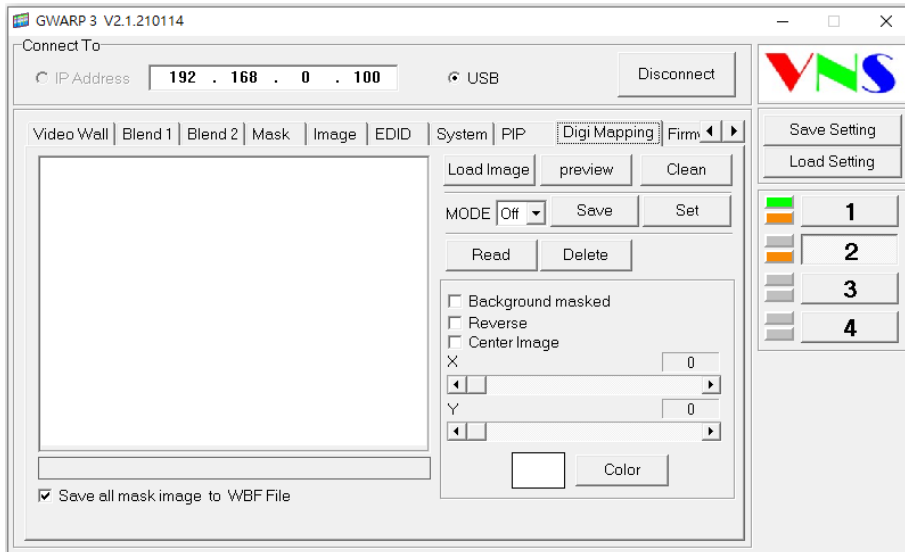 GWARP 3 V2.1.210114
Connect To
IP Address 192 . 168 . 0 . 100 USB Disconnect
VNS
Video Wall Blend 1 Blend 2 Mask Image EDID System PIP Digi Mapping Firm
Save Setting
Load Setting
Load Image preview Clean
MODE Off Save Set
Read Delete
1
2
3
4
Background masked
Reverse
Center Image
X 0
Y 0
Color
Save all mask image to WBF File